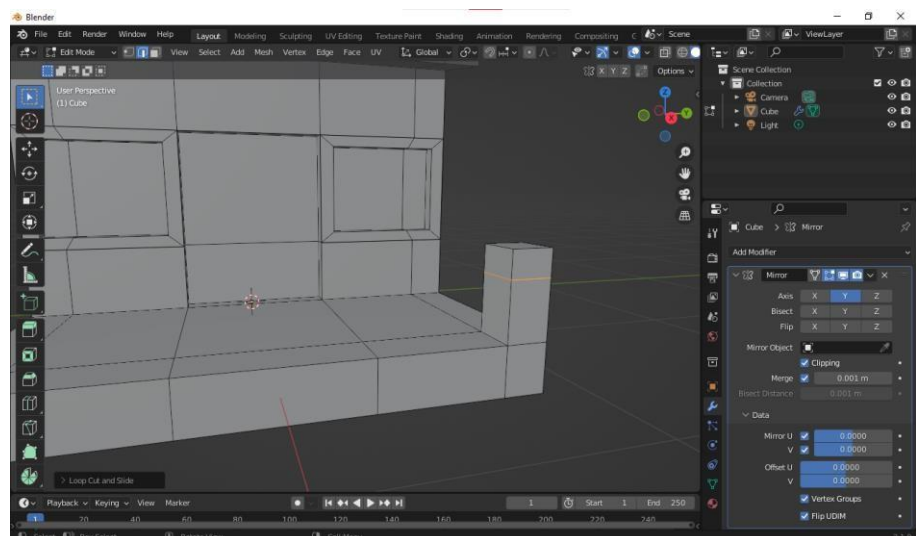 Blender
File Edit Render Window Help Layout Modeling Sculpting UV Editing Texture Paint Shading Animation Rendering Compositing Scene ViewLayer
Edit Mode View Select Add Mesh Vertex Edge Face UV Global
X Y Z Options
User Perspective
(1) Cube
Z
Y
X
Scene Collection
Collection
Camera
Cube
Light
Cube > Mirror
Add Modifier
Mirror
Axis X Y Z
Bisect X Y Z
Flip X Y Z
Mirror Object
Clipping
Merge 0.001 m
Bisect Distance 0.001 m
Data
Mirror U 0.0000
V 0.0000
Offset U 0.0000
V 0.0000
Vertex Groups
Flip UDIM
> Loop Cut and Slide
Playback Keying View Marker 1 Start 1 End 250
1 20 40 60 80 100 120 140 160 180 200 220 240